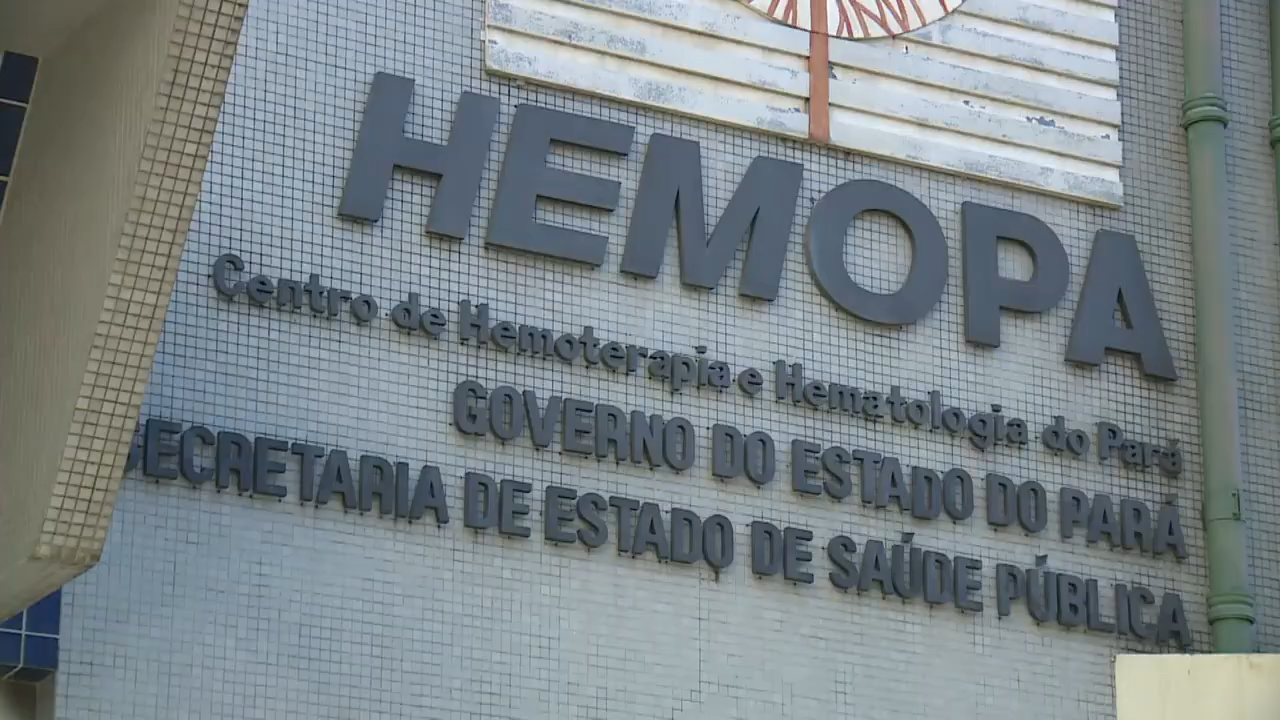 HEMOPA
Centro de Hemoterapia e Hematologia do Pará
GOVERNO DO ESTADO DO PARÁ
SECRETARIA DE ESTADO DE SAÚDE PÚBLICA